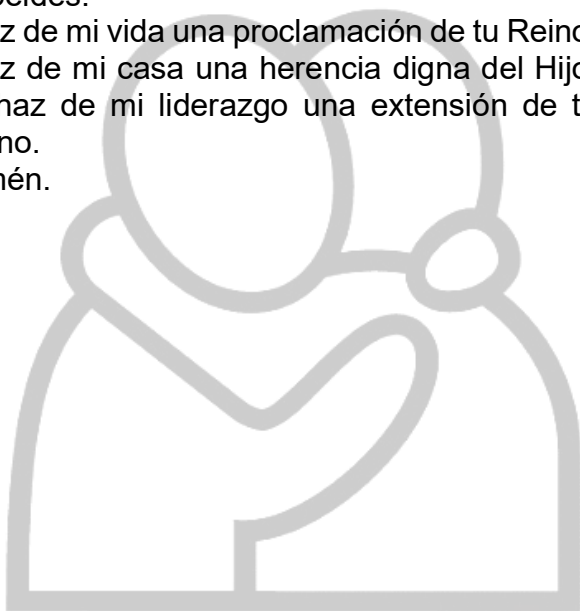 eldes.
z de mi vida una proclamación de tu Reino
z de mi casa una herencia digna del Hijo
haz de mi liderazgo una extensión de t
no.
nén.